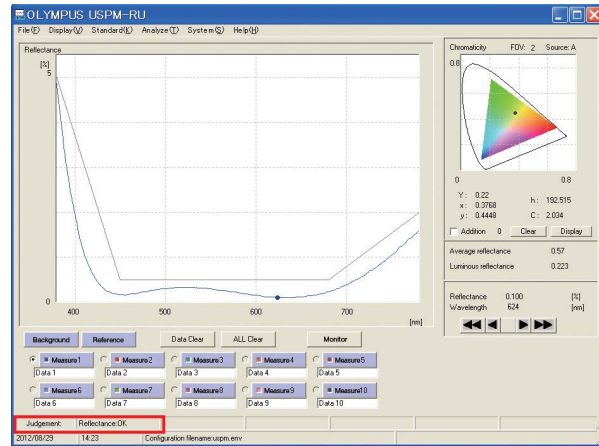 OLYMPUS USPM-RU
File(F) Display(V) Standard(K) Analyze(T) System(S) Help(H)
Reflectance
[%]
5
0
400 500 600 700
[nm]
Chromaticity FOV: 2 Source: A
0.8
0 0.8
Y: 0.22
x: 0.3768
y: 0.4448
h: 192.515
C: 2.034
Addition 0 Clear Display
Average reflectance 0.57
Luminous reflectance 0.223
Reflectance 0.100 [%]
Wavelength 624 [nm]
Background Reference Data Clear ALL Clear Monitor
Measure1 Measure2 Measure3 Measure4 Measure5
Data 1 Data 2 Data 3 Data 4 Data 5
Measure6 Measure7 Measure8 Measure9 Measure10
Data 6 Data 7 Data 8 Data 9 Data 10
Judgement: Reflectance:OK
2012/08/29 14:23 Configuration filename:uspm.env